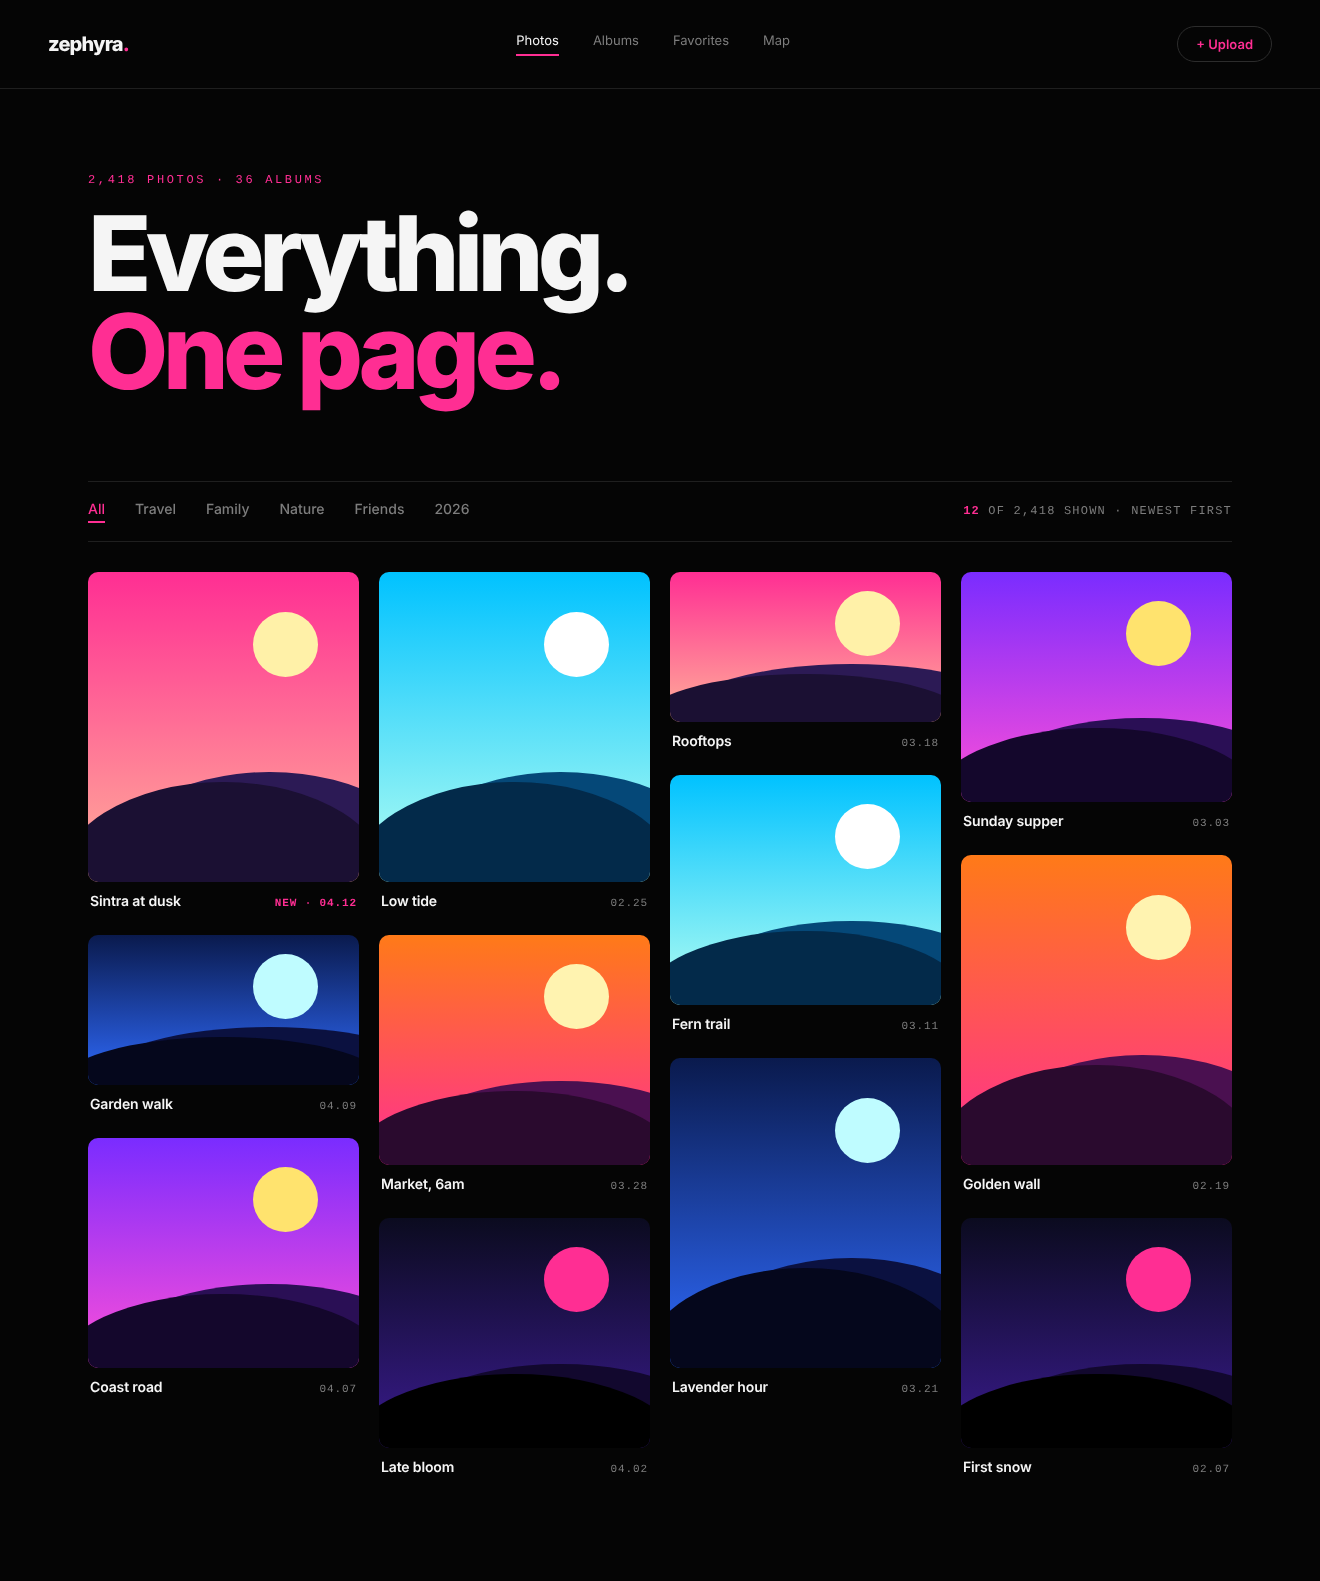 zephyra.
Photos Albums Favorites Map
+ Upload
2,418 PHOTOS · 36 ALBUMS
Everything.
One page.
All Travel Family Nature Friends 2026
12 OF 2,418 SHOWN · NEWEST FIRST
Sintra at dusk NEW · 04.12
Garden walk 04.09
Coast road 04.07
Low tide 02.25
Market, 6am 03.28
Late bloom 04.02
Rooftops 03.18
Fern trail 03.11
Lavender hour 03.21
Sunday supper 03.03
Golden wall 02.19
First snow 02.07